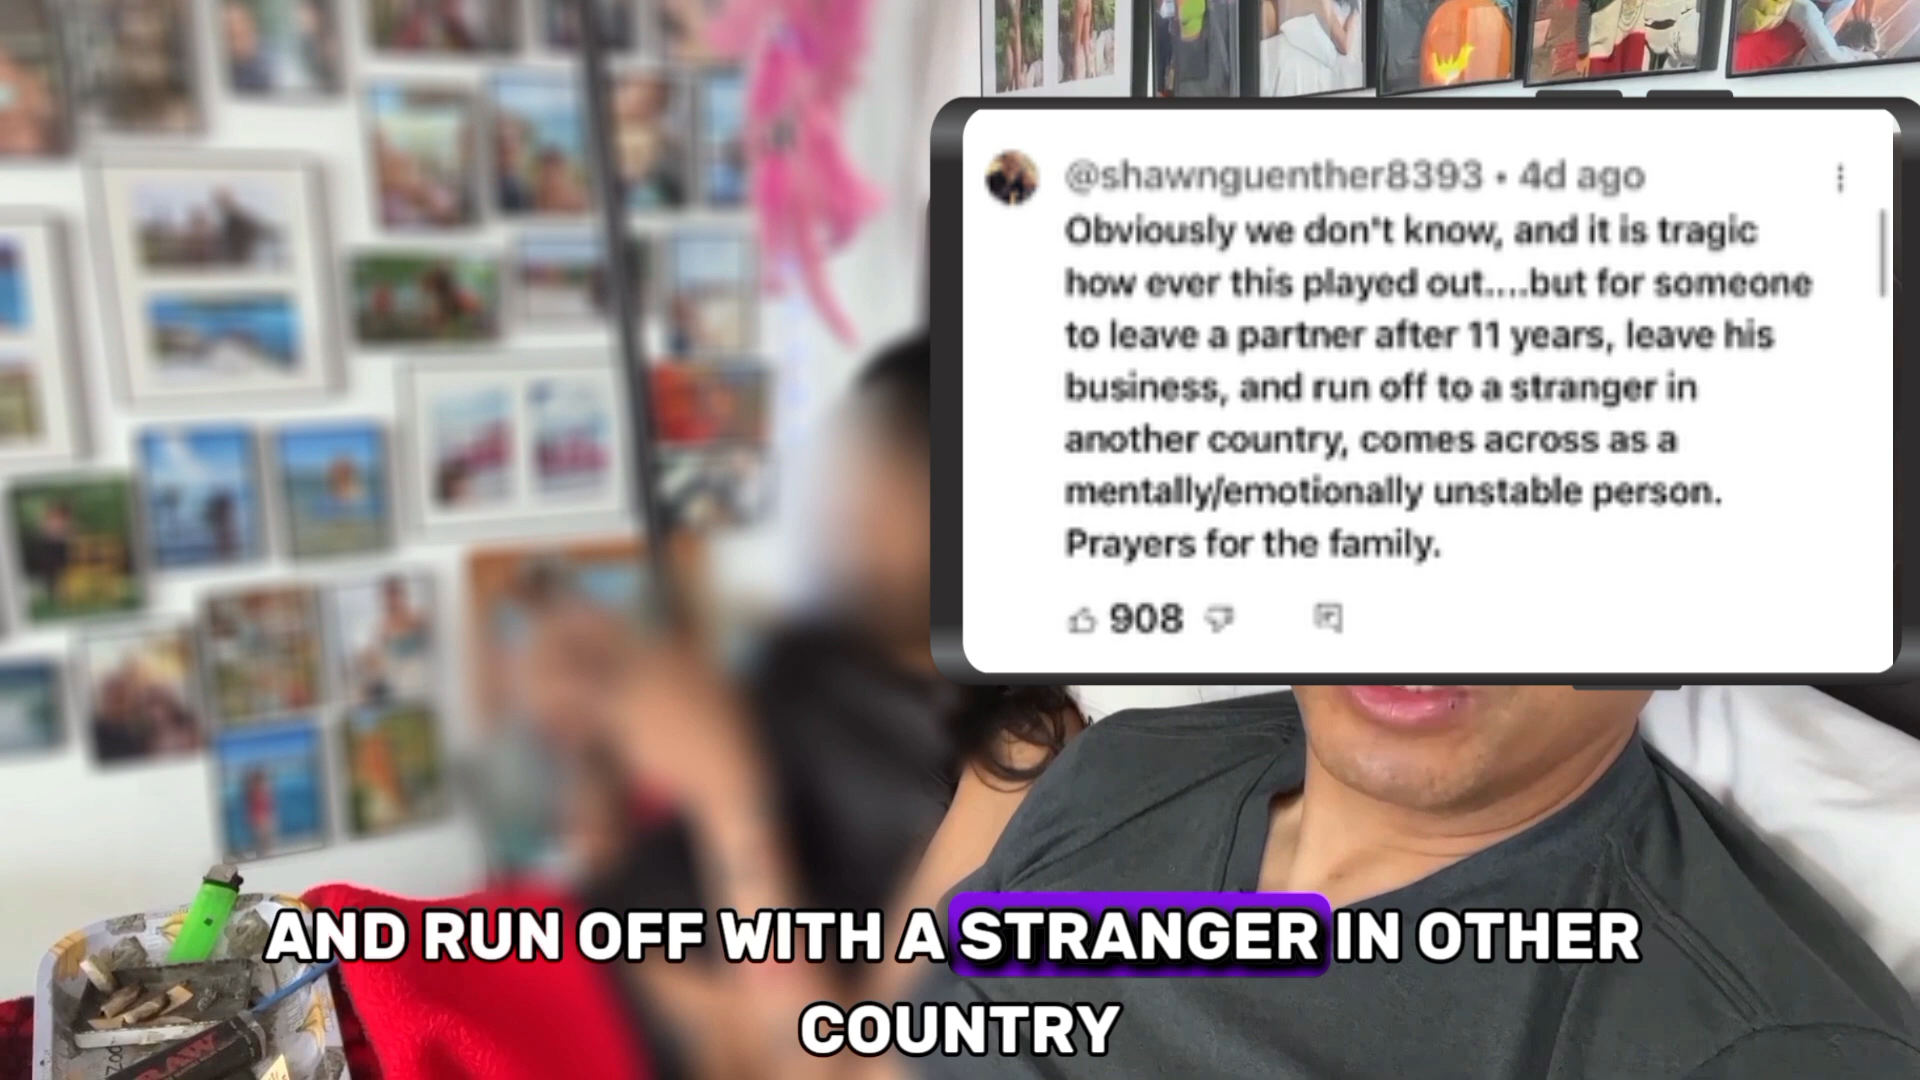 @shawnguenther8393 • 4d ago
Obviously we don't know, and it is tragic
how ever this played out....but for someone
to leave a partner after 11 years, leave his
business, and run off to a stranger in
another country, comes across as a
mentally/emotionally unstable person.
Prayers for the family.
908
AND RUN OFF WITH A STRANGER IN OTHER
COUNTRY
RAW